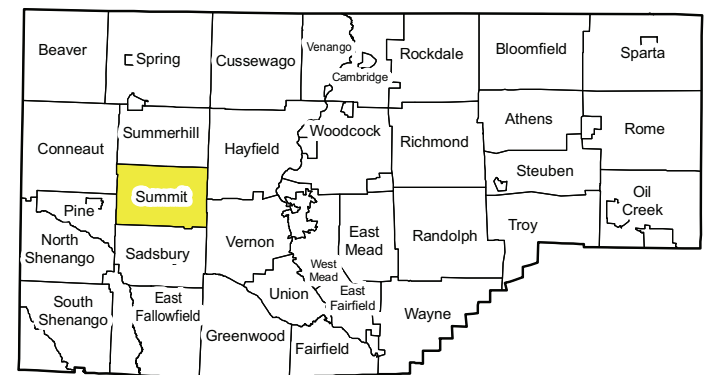 Beaver
Spring
Cussewago
Venango
Cambridge
Rockdale
Bloomfield
Sparta
Conneaut
Summerhill
Hayfield
Woodcock
Richmond
Athens
Rome
Steuben
Summit
Pine
Oil
Creek
North
Shenango
Sadsbury
Vernon
East
Mead
Randolph
Troy
West
Mead
South
Shenango
East
Fallowfield
Union
East
Fairfield
Wayne
Greenwood
Fairfield